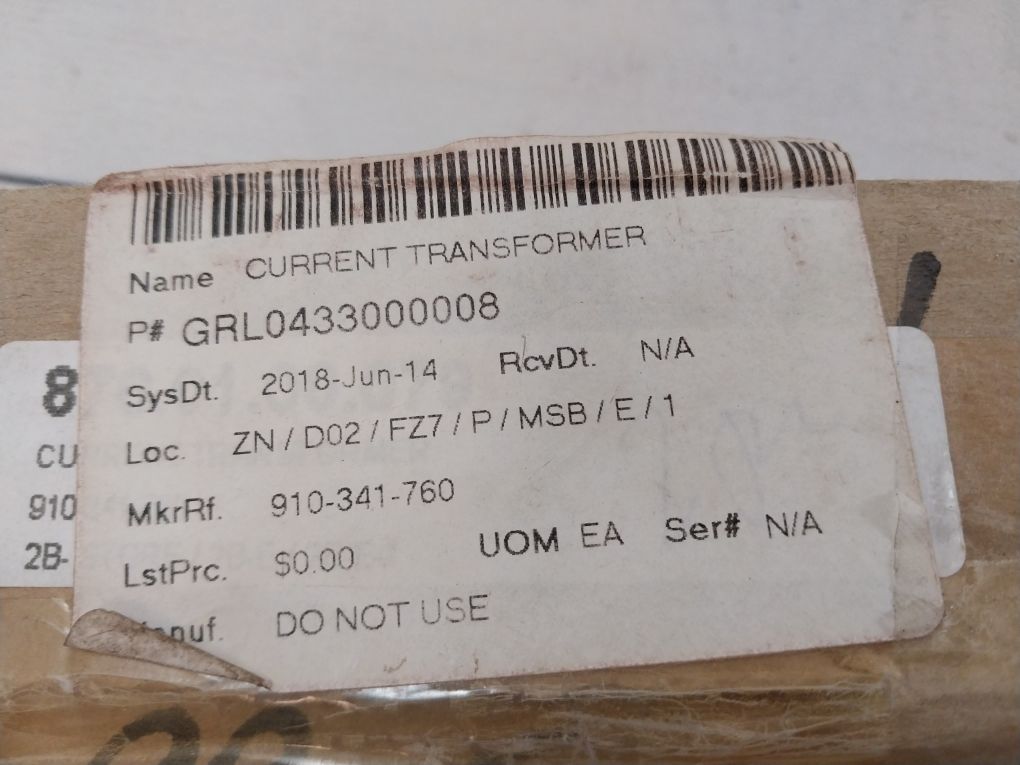 Name CURRENT TRANSFORMER
P# GRL0433000008
SysDt. 2018-Jun-14 RcvDt. N/A
Loc. ZN / D02 / FZ7 / P / MSB / E / 1
MkrRf. 910-341-760
LstPrc. $0.00 UOM EA Ser# N/A
DO NOT USE
8
CU
910
2B-